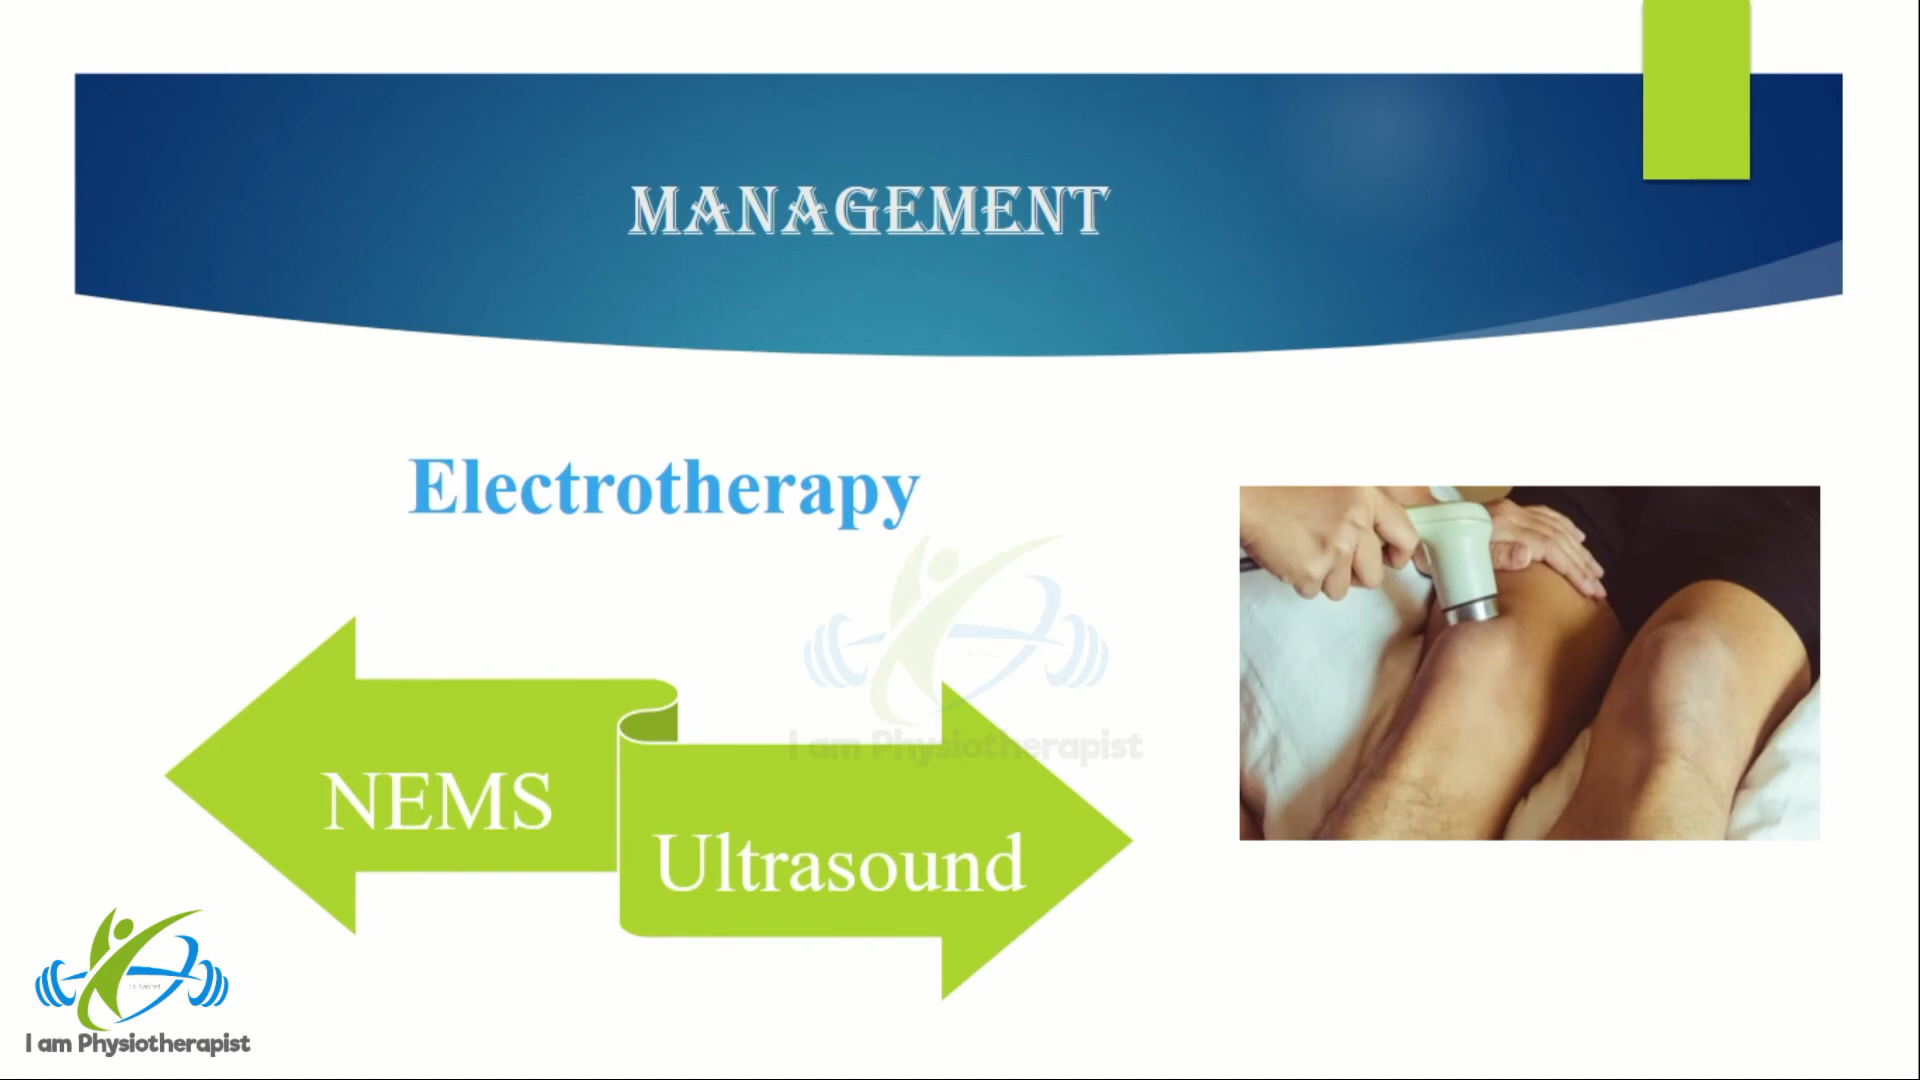 MANAGEMENT
Electrotherapy
NEMS
Ultrasound
I am Physiotherapist
I am Physiotherapist